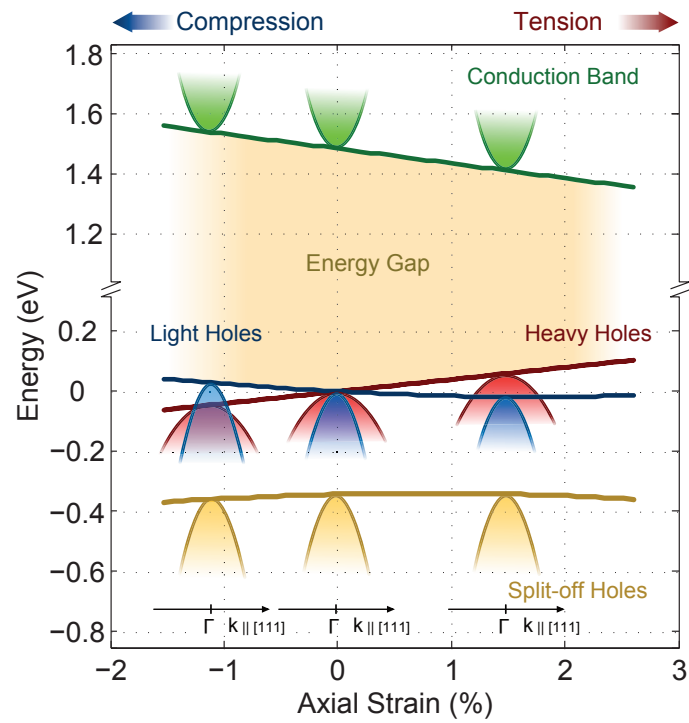 Compression
Tension
1.8
1.6
1.4
1.2
0.2
0
−0.2
−0.4
−0.6
−0.8
Energy (eV)
Conduction Band
Energy Gap
Light Holes
Heavy Holes
Split-off Holes
Γ k || [111]
Γ k || [111]
Γ k || [111]
−2
−1
0
1
2
3
Axial Strain (%)